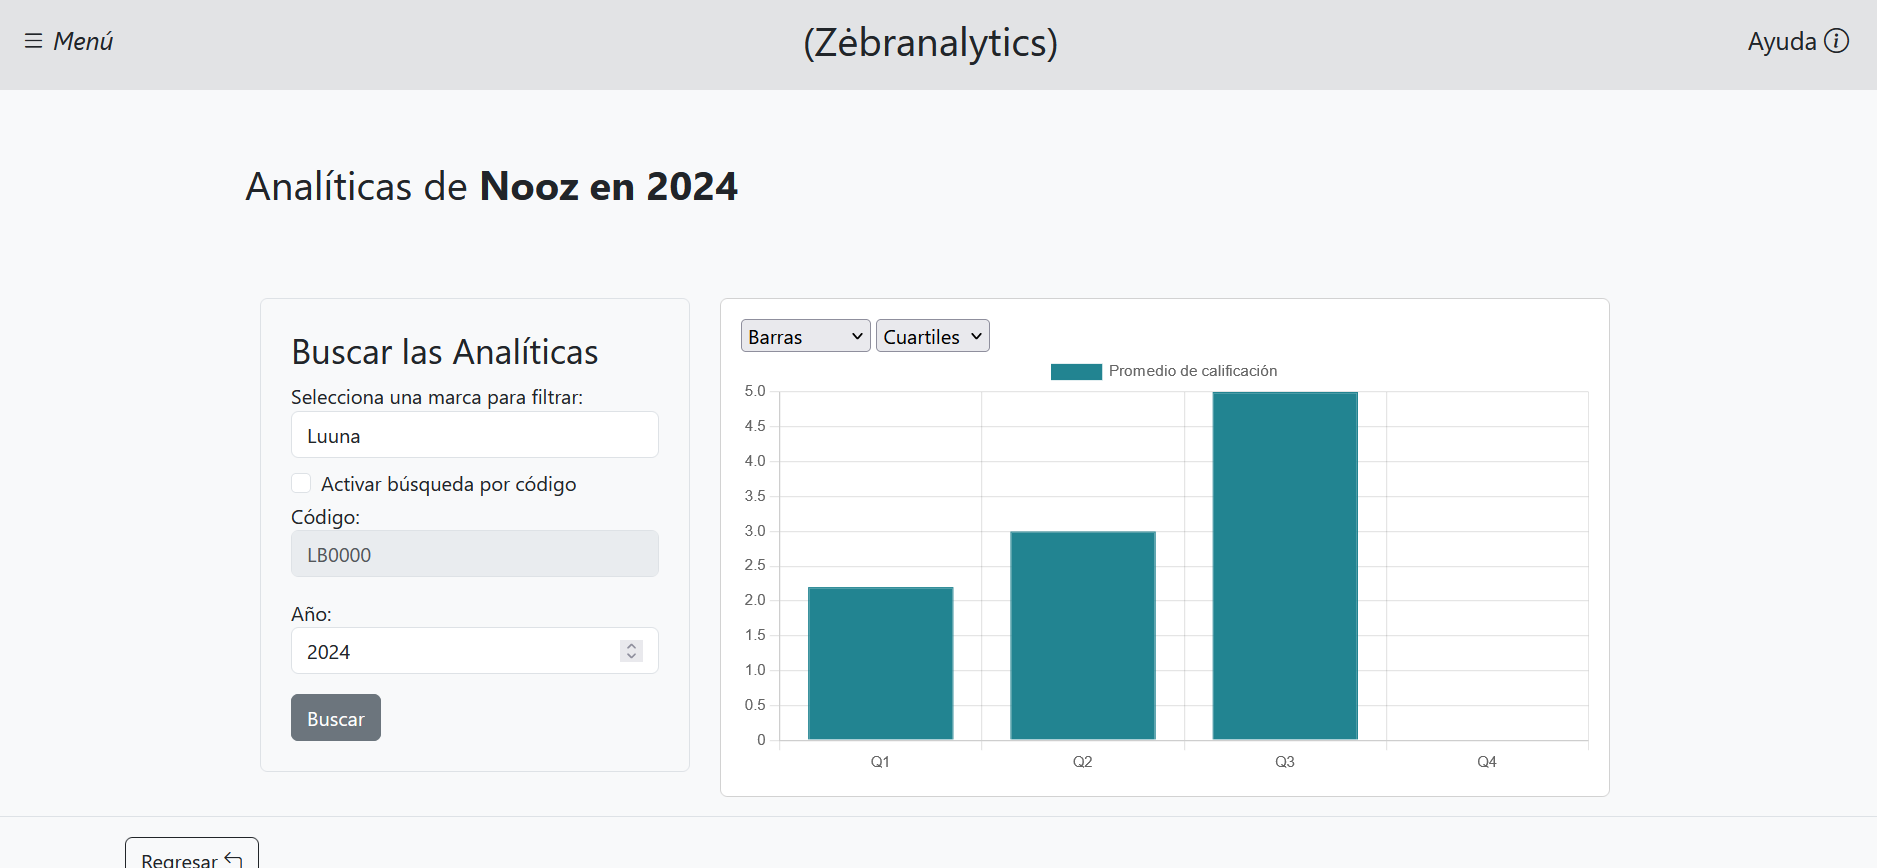 Menú
(Zėbranalytics)
Ayuda
Analíticas de Nooz en 2024
Buscar las Analíticas
Selecciona una marca para filtrar:
Luuna
Activar búsqueda por código
Código:
LB0000
Año:
2024
Buscar
Barras
Cuartiles
Promedio de calificación
5.0
4.5
4.0
3.5
3.0
2.5
2.0
1.5
1.0
0.5
0
Q1
Q2
Q3
Q4
Regresar